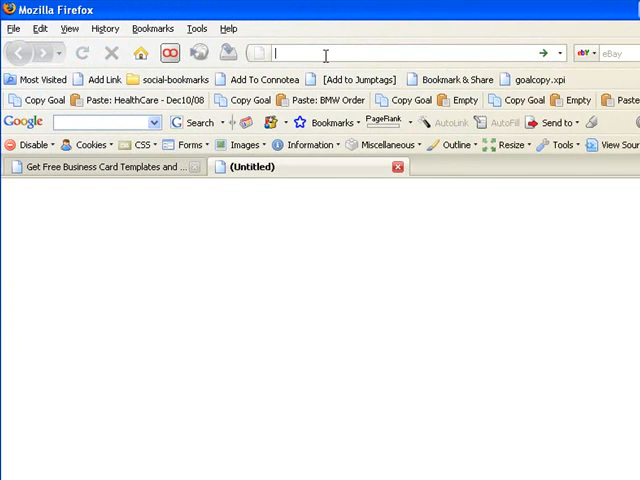 Mozilla Firefox
File Edit View History Bookmarks Tools Help
ebY eBay
Most Visited Add Link social-bookmarks Add To Connotea [Add to Jumptags] Bookmark & Share goalcopy.xpi
Copy Goal Paste: HealthCare - Dec10/08 Copy Goal Paste: BMW Order Copy Goal Empty Copy Goal Empty Paste
Google G Search Bookmarks PageRank AutoLink AutoFill Send to
Disable Cookies CSS Forms Images Information Miscellaneous Outline Resize Tools View Sour
Get Free Business Card Templates and ... (Untitled)